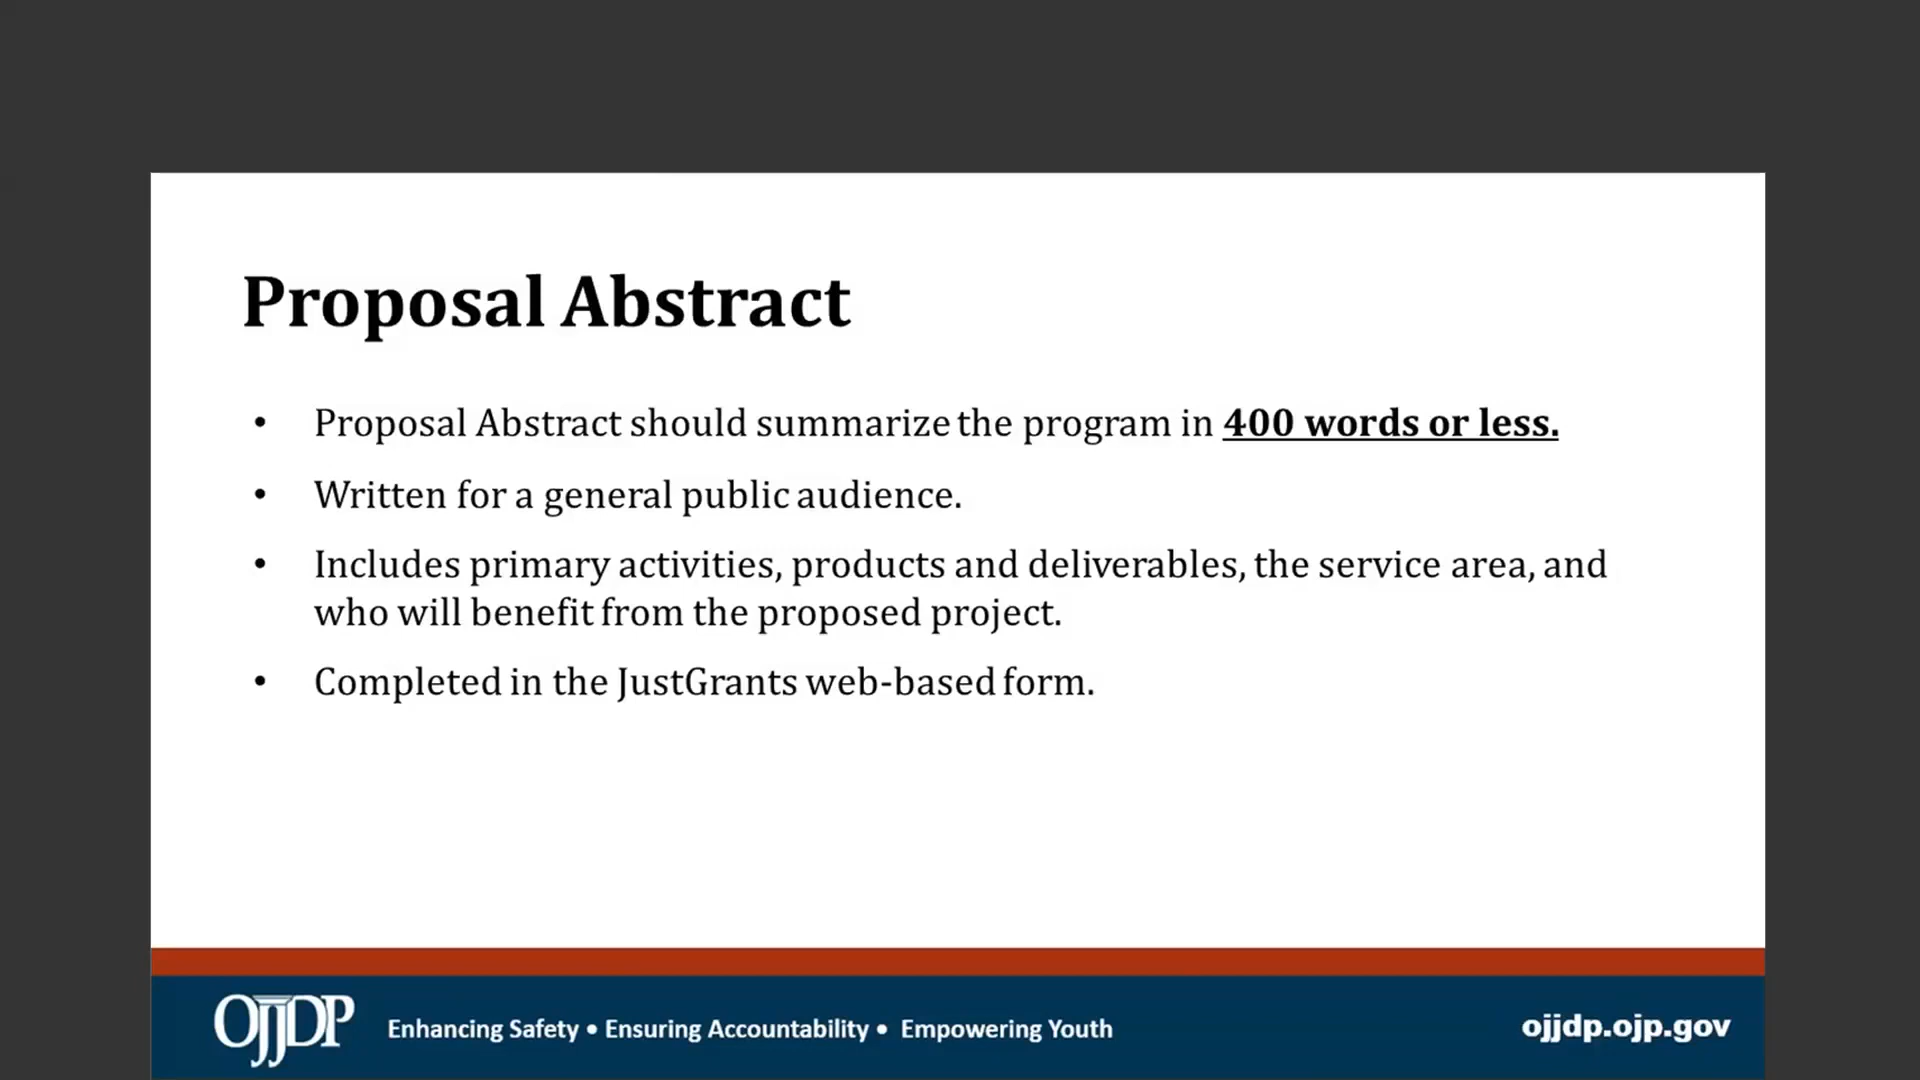 Proposal Abstract
• Proposal Abstract should summarize the program in 400 words or less.
• Written for a general public audience.
• Includes primary activities, products and deliverables, the service area, and
who will benefit from the proposed project.
• Completed in the JustGrants web-based form.
OJJDP Enhancing Safety • Ensuring Accountability • Empowering Youth ojjdp.ojp.gov